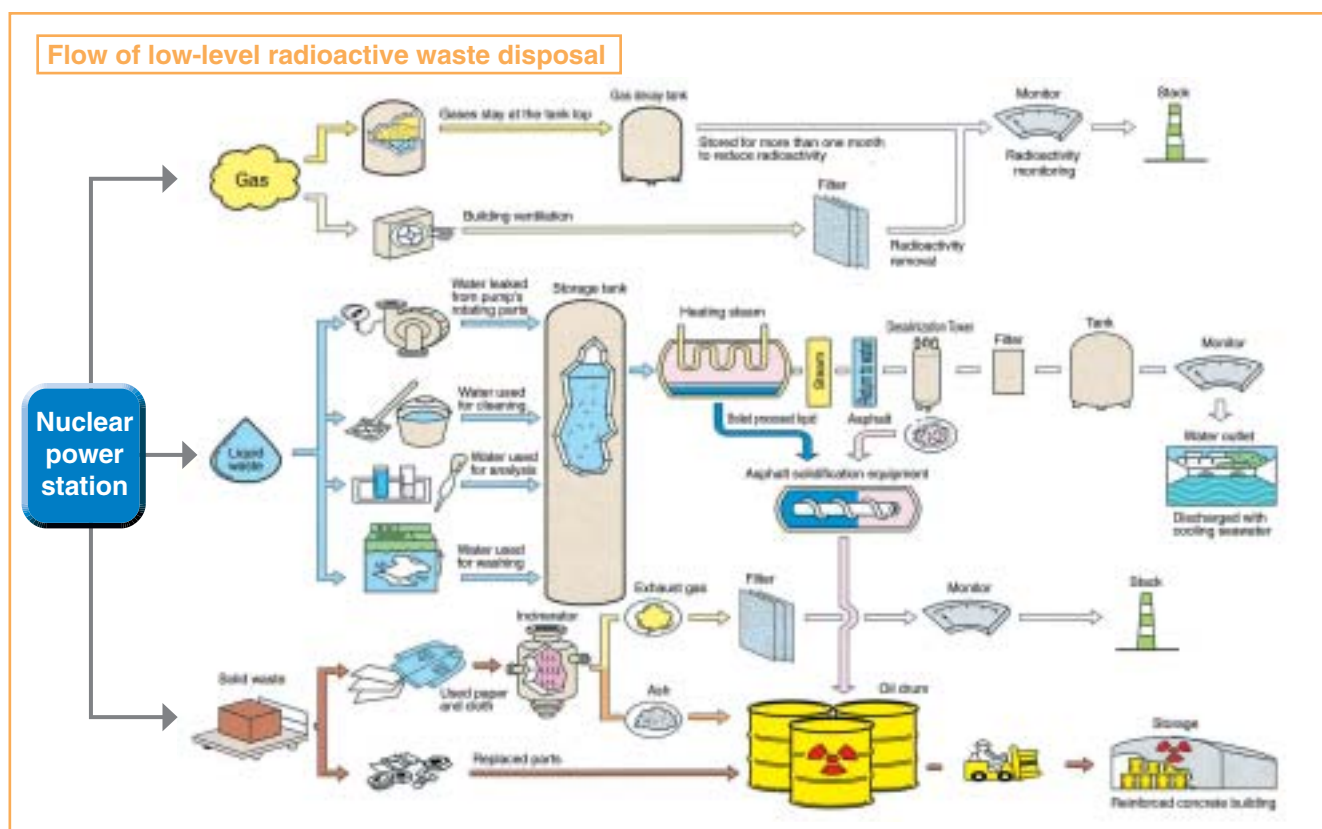 Flow of low-level radioactive waste disposal
Gas
Gases stay at the tank top
Gas decay tank
Stored for more than one month
to reduce radioactivity
Monitor
Radioactivity
monitoring
Stack
Building ventilation
Filter
Radioactivity
removal
Nuclear
power
station
Liquid
waste
Water leaked
from pump's
rotating parts
Water used
for cleaning
Water used
for analysis
Water used
for washing
Storage tank
Heating steam
Steam
Return to water
Desalinization Tower
Filter
Tank
Monitor
Water outlet
Discharged with
cooling seawater
Asphalt
Asphalt solidification equipment
Solid waste
Used paper
and cloth
Incinerator
Exhaust gas
Filter
Monitor
Stack
Ash
Replaced parts
Oil drum
Storage
Reinforced concrete building